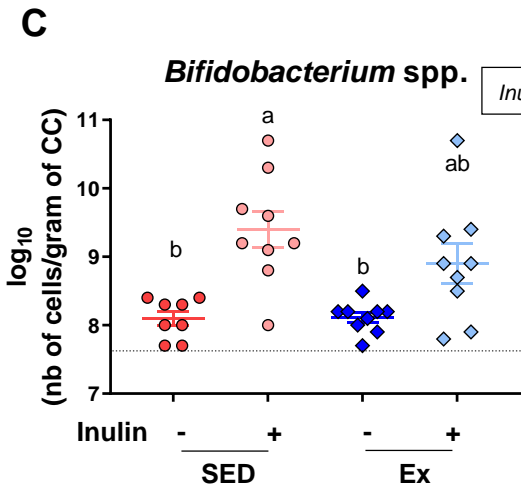 C
Bifidobacterium spp.
Inu
log10
(nb of cells/gram of CC)
11
10
9
8
7
b
a
b
ab
Inulin - + - +
SED Ex